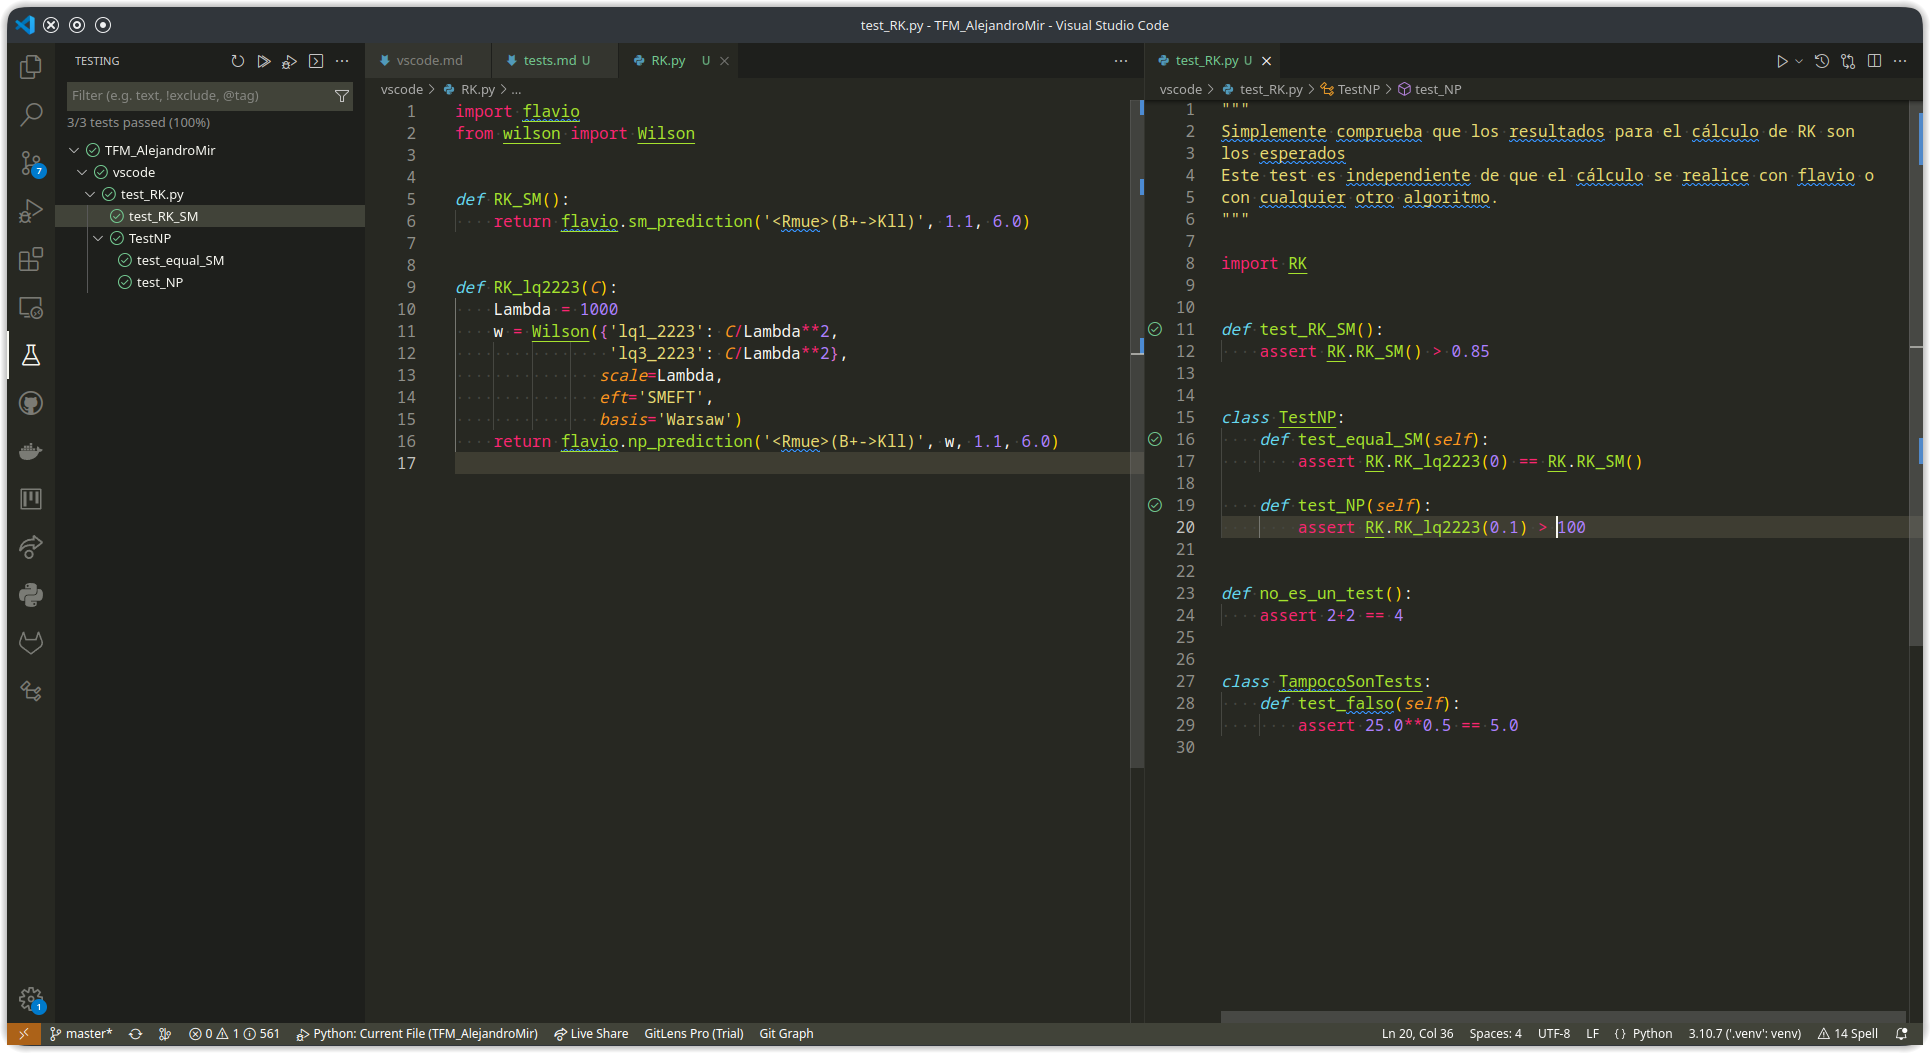 test_RK.py - TFM_AlejandroMir - Visual Studio Code
TESTING
Filter (e.g. text, !exclude, @tag)
3/3 tests passed (100%)
TFM_AlejandroMir
vscode
test_RK.py
test_RK_SM
TestNP
test_equal_SM
test_NP
7
1
vscode.md
tests.md U
RK.py U
vscode > RK.py > ...
1 import flavio
2 from wilson import Wilson
3
4
5 def RK_SM():
6 return flavio.sm_prediction('<Rmue>(B+->Kll)', 1.1, 6.0)
7
8
9 def RK_lq2223(C):
10 Lambda = 1000
11 w = Wilson({'lq1_2223': C/Lambda**2,
12 'lq3_2223': C/Lambda**2},
13 scale=Lambda,
14 eft='SMEFT',
15 basis='Warsaw')
16 return flavio.np_prediction('<Rmue>(B+->Kll)', w, 1.1, 6.0)
17
test_RK.py U
vscode > test_RK.py > TestNP > test_NP
1 """
2 Simplemente comprueba que los resultados para el cálculo de RK son
3 los esperados
4 Este test es independiente de que el cálculo se realice con flavio o
5 con cualquier otro algoritmo.
6 """
7
8 import RK
9
10
11 def test_RK_SM():
12 assert RK.RK_SM() > 0.85
13
14
15 class TestNP:
16 def test_equal_SM(self):
17 assert RK.RK_lq2223(0) == RK.RK_SM()
18
19 def test_NP(self):
20 assert RK.RK_lq2223(0.1) > 100
21
22
23 def no_es_un_test():
24 assert 2+2 == 4
25
26
27 class TampocoSonTests:
28 def test_falso(self):
29 assert 25.0**0.5 == 5.0
30
master* 0 1 561 Python: Current File (TFM_AlejandroMir) Live Share GitLens Pro (Trial) Git Graph Ln 20, Col 36 Spaces: 4 UTF-8 LF {} Python 3.10.7 ('.venv': venv) 14 Spell